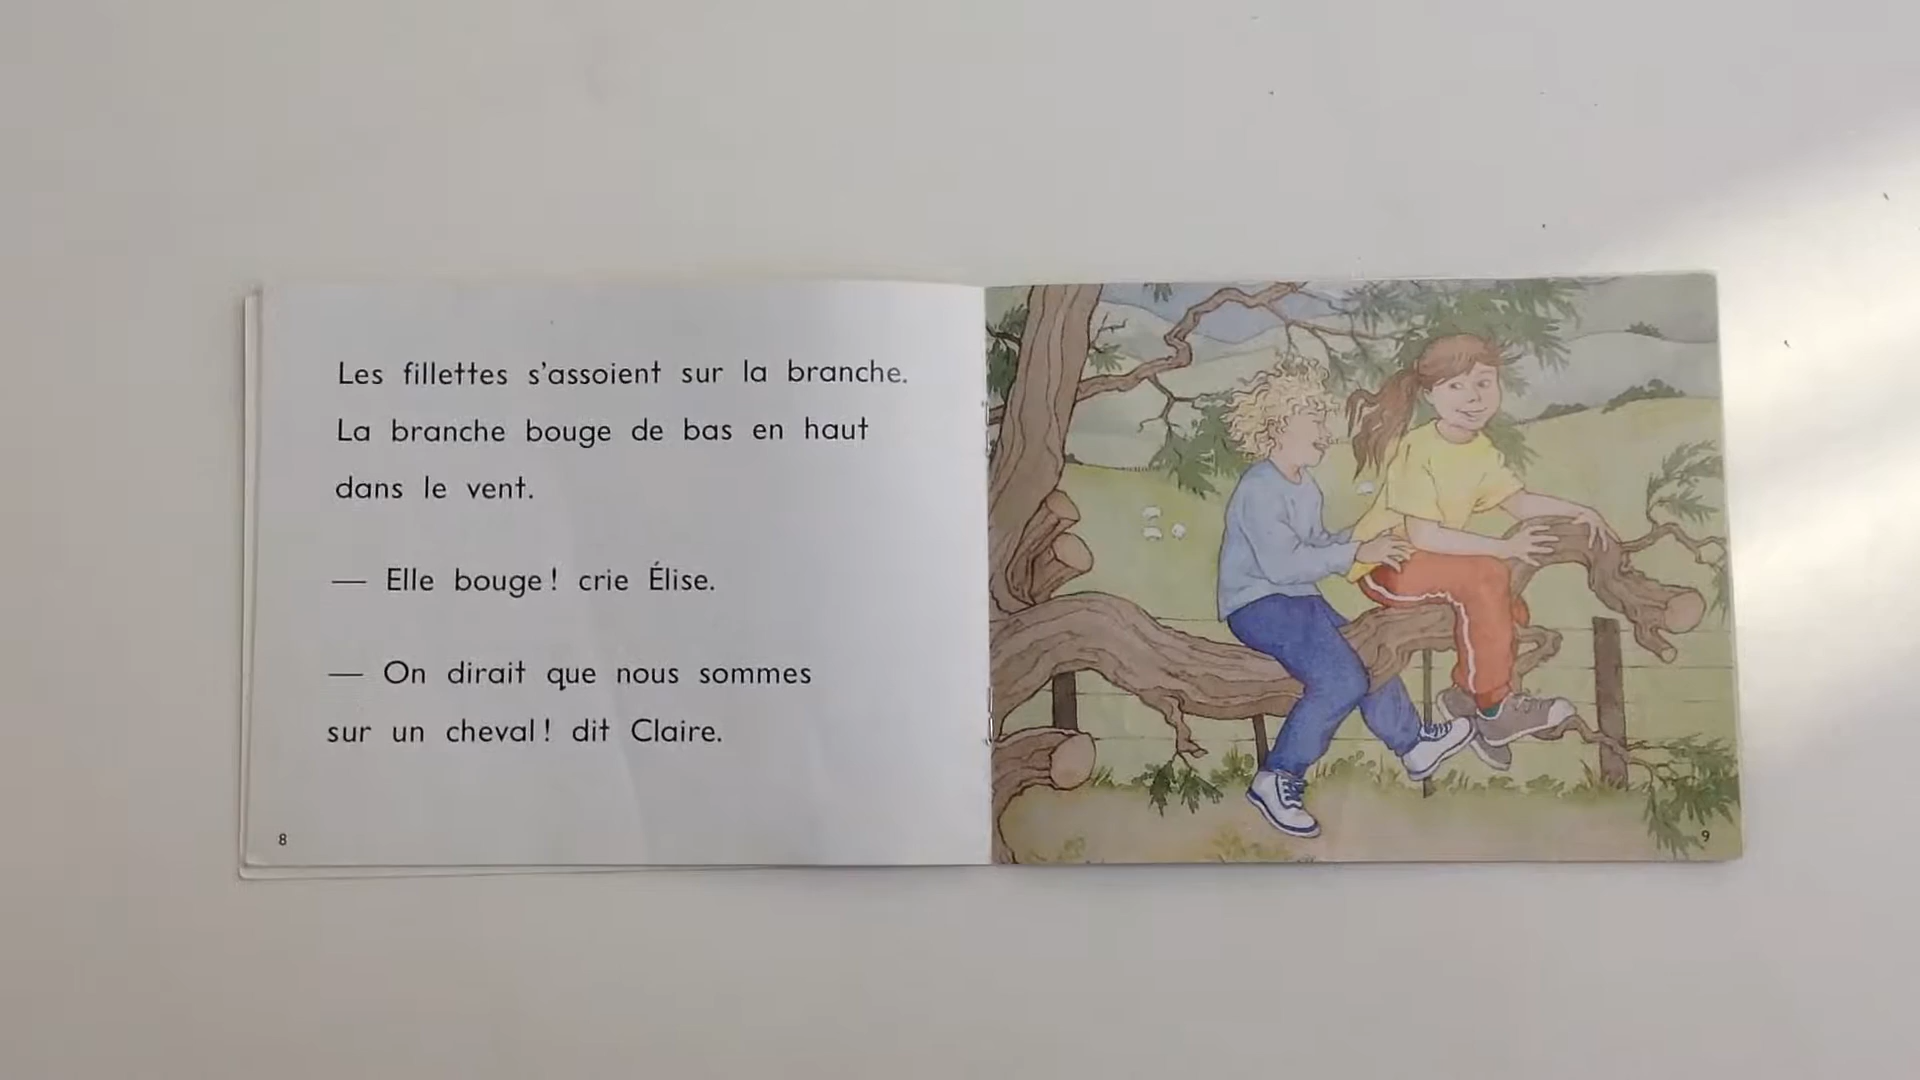 Les fillettes s'assoient sur la branche.
La branche bouge de bas en haut
dans le vent.
— Elle bouge ! crie Élise.
— On dirait que nous sommes
sur un cheval ! dit Claire.
8
9